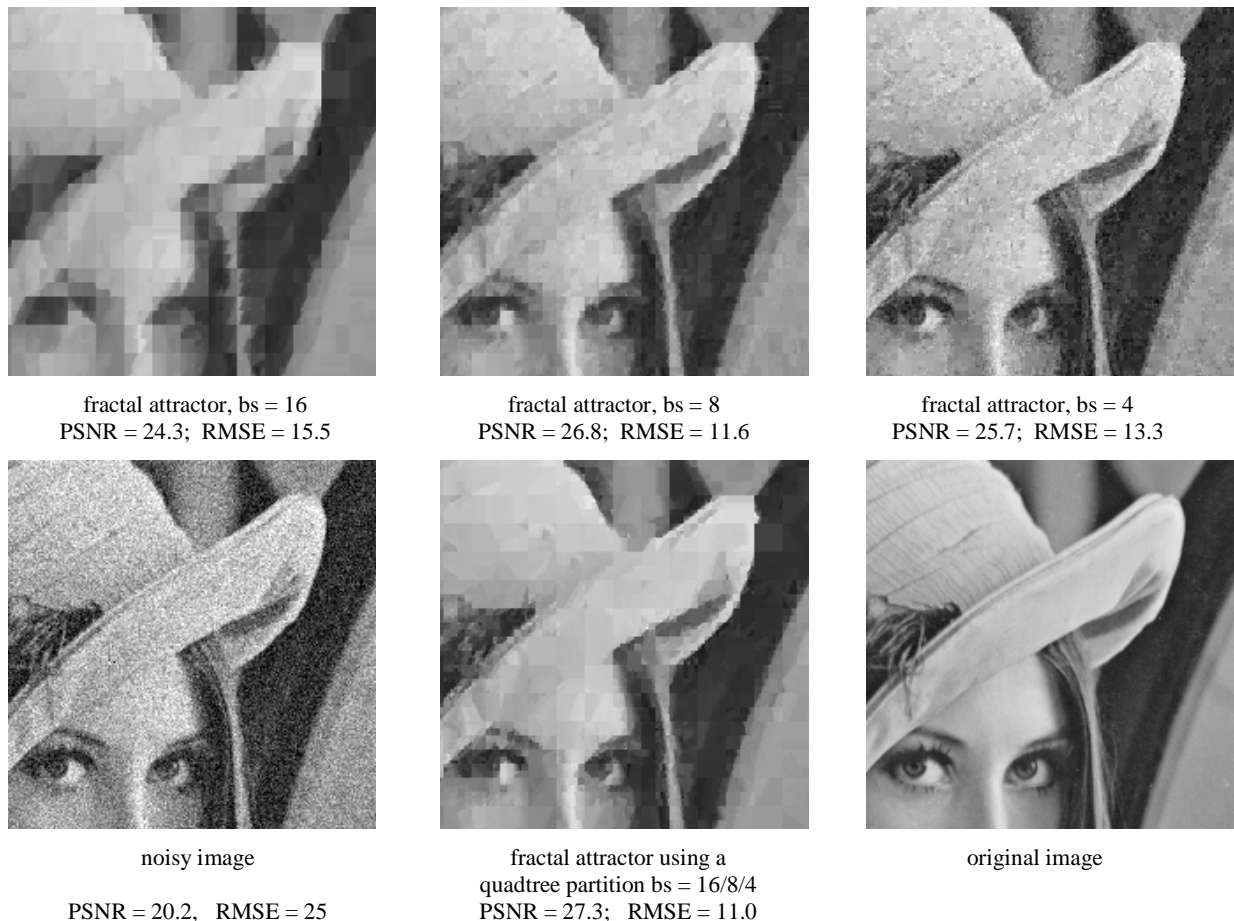 fractal attractor, bs = 16
PSNR = 24.3; RMSE = 15.5
fractal attractor, bs = 8
PSNR = 26.8; RMSE = 11.6
fractal attractor, bs = 4
PSNR = 25.7; RMSE = 13.3
noisy image
PSNR = 20.2, RMSE = 25
fractal attractor using a
quadtree partition bs = 16/8/4
PSNR = 27.3; RMSE = 11.0
original image